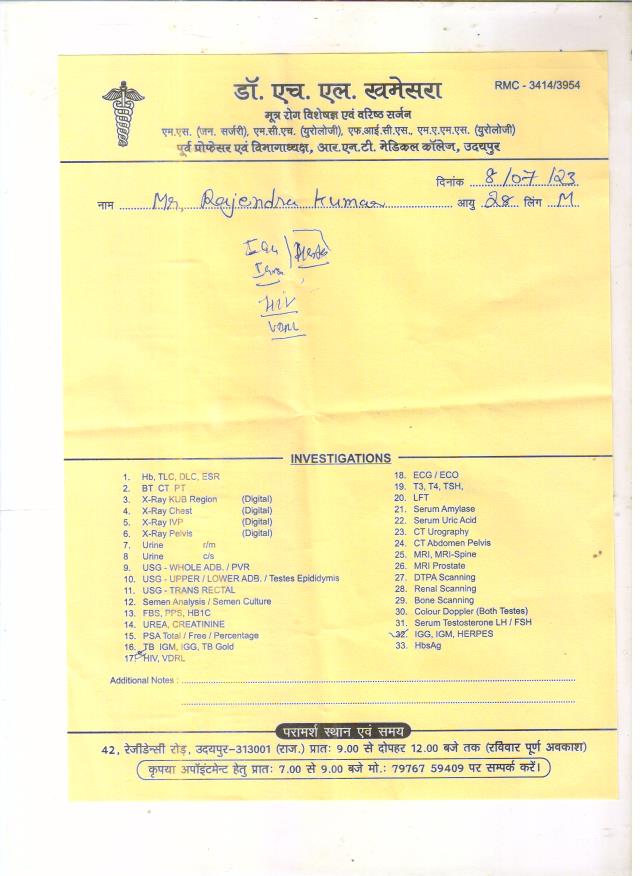 डॉ. एच. एल. खमेसरा
RMC - 3414/3954
मूत्र रोग विशेषज्ञ एवं वरिष्ठ सर्जन
एम.एस. (जन. सर्जरी), एम.सी.एच. (युरोलोजी), एफ.आई.सी.एस., एम.ए.एम.एस. (युरोलोजी)
पूर्व प्रोफेसर एवं विभागाध्यक्ष, आर.एन.टी. मेडिकल कॉलेज, उदयपुर
दिनांक 8/07/23
नाम Mr. Rajendra Kumar आयु 28 लिंग M
HIV
VDRL
INVESTIGATIONS
1. Hb, TLC, DLC, ESR
2. BT CT PT
3. X-Ray KUB Region (Digital)
4. X-Ray Chest (Digital)
5. X-Ray IVP (Digital)
6. X-Ray Pelvis (Digital)
7. Urine r/m
8 Urine c/s
9. USG - WHOLE ADB. / PVR
10. USG - UPPER / LOWER ADB. / Testes Epididymis
11. USG - TRANS RECTAL
12. Semen Analysis / Semen Culture
13. FBS, PPS, HB1C
14. UREA, CREATININE
15. PSA Total / Free / Percentage
16. TB IGM, IGG, TB Gold
17. HIV, VDRL
18. ECG / ECO
19. T3, T4, TSH,
20. LFT
21. Serum Amylase
22. Serum Uric Acid
23. CT Urography
24. CT Abdomen Pelvis
25. MRI, MRI-Spine
26. MRI Prostate
27. DTPA Scanning
28. Renal Scanning
29. Bone Scanning
30. Colour Doppler (Both Testes)
31. Serum Testosterone LH / FSH
32. IGG, IGM, HERPES
33. HbsAg
Additional Notes :
परामर्श स्थान एवं समय
42, रेजीडेन्सी रोड़, उदयपुर-313001 (राज.) प्रातः 9.00 से दोपहर 12.00 बजे तक (रविवार पूर्ण अवकाश)
कृपया अपॉइंटमेन्ट हेतु प्रातः 7.00 से 9.00 बजे मो.: 79767 59409 पर सम्पर्क करें।